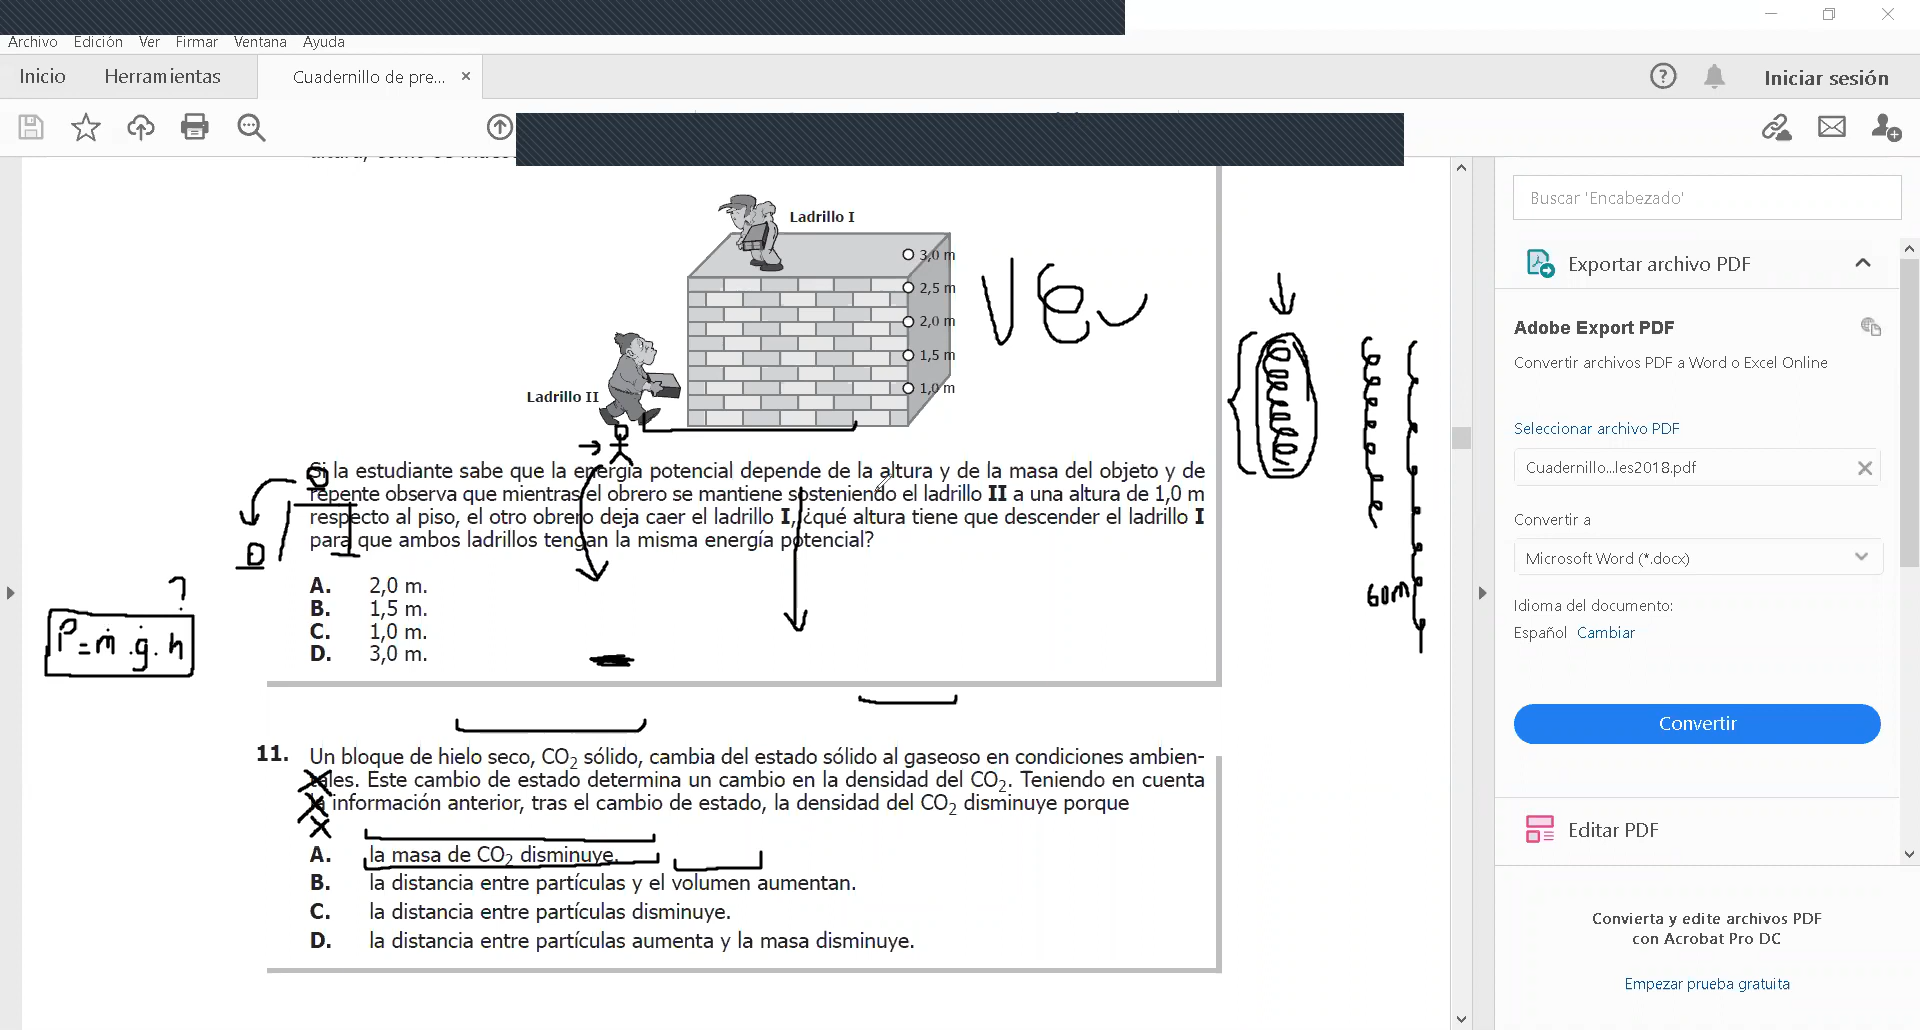 Archivo Edición Ver Firmar Ventana Ayuda
Inicio Herramientas Cuadernillo de pre... × Iniciar sesión
Ladrillo I
3,0 m
2,5 m
2,0 m
1,5 m
1,0 m
Ladrillo II
Si la estudiante sabe que la energía potencial depende de la altura y de la masa del objeto y de
repente observa que mientras el obrero se mantiene sosteniendo el ladrillo II a una altura de 1,0 m
respecto al piso, el otro obrero deja caer el ladrillo I, ¿qué altura tiene que descender el ladrillo I
para que ambos ladrillos tengan la misma energía potencial?
A. 2,0 m.
B. 1,5 m.
C. 1,0 m.
D. 3,0 m.
?
P=m.g.h
60m
11. Un bloque de hielo seco, CO2 sólido, cambia del estado sólido al gaseoso en condiciones ambien-
tales. Este cambio de estado determina un cambio en la densidad del CO2. Teniendo en cuenta
la información anterior, tras el cambio de estado, la densidad del CO2 disminuye porque
A. la masa de CO2 disminuye.
B. la distancia entre partículas y el volumen aumentan.
C. la distancia entre partículas disminuye.
D. la distancia entre partículas aumenta y la masa disminuye.
Buscar 'Encabezado'
Exportar archivo PDF
Adobe Export PDF
Convertir archivos PDF a Word o Excel Online
Seleccionar archivo PDF
Cuadernillo...les2018.pdf
Convertir a
Microsoft Word (*.docx)
Idioma del documento:
Español Cambiar
Convertir
Editar PDF
Convierta y edite archivos PDF
con Acrobat Pro DC
Empezar prueba gratuita